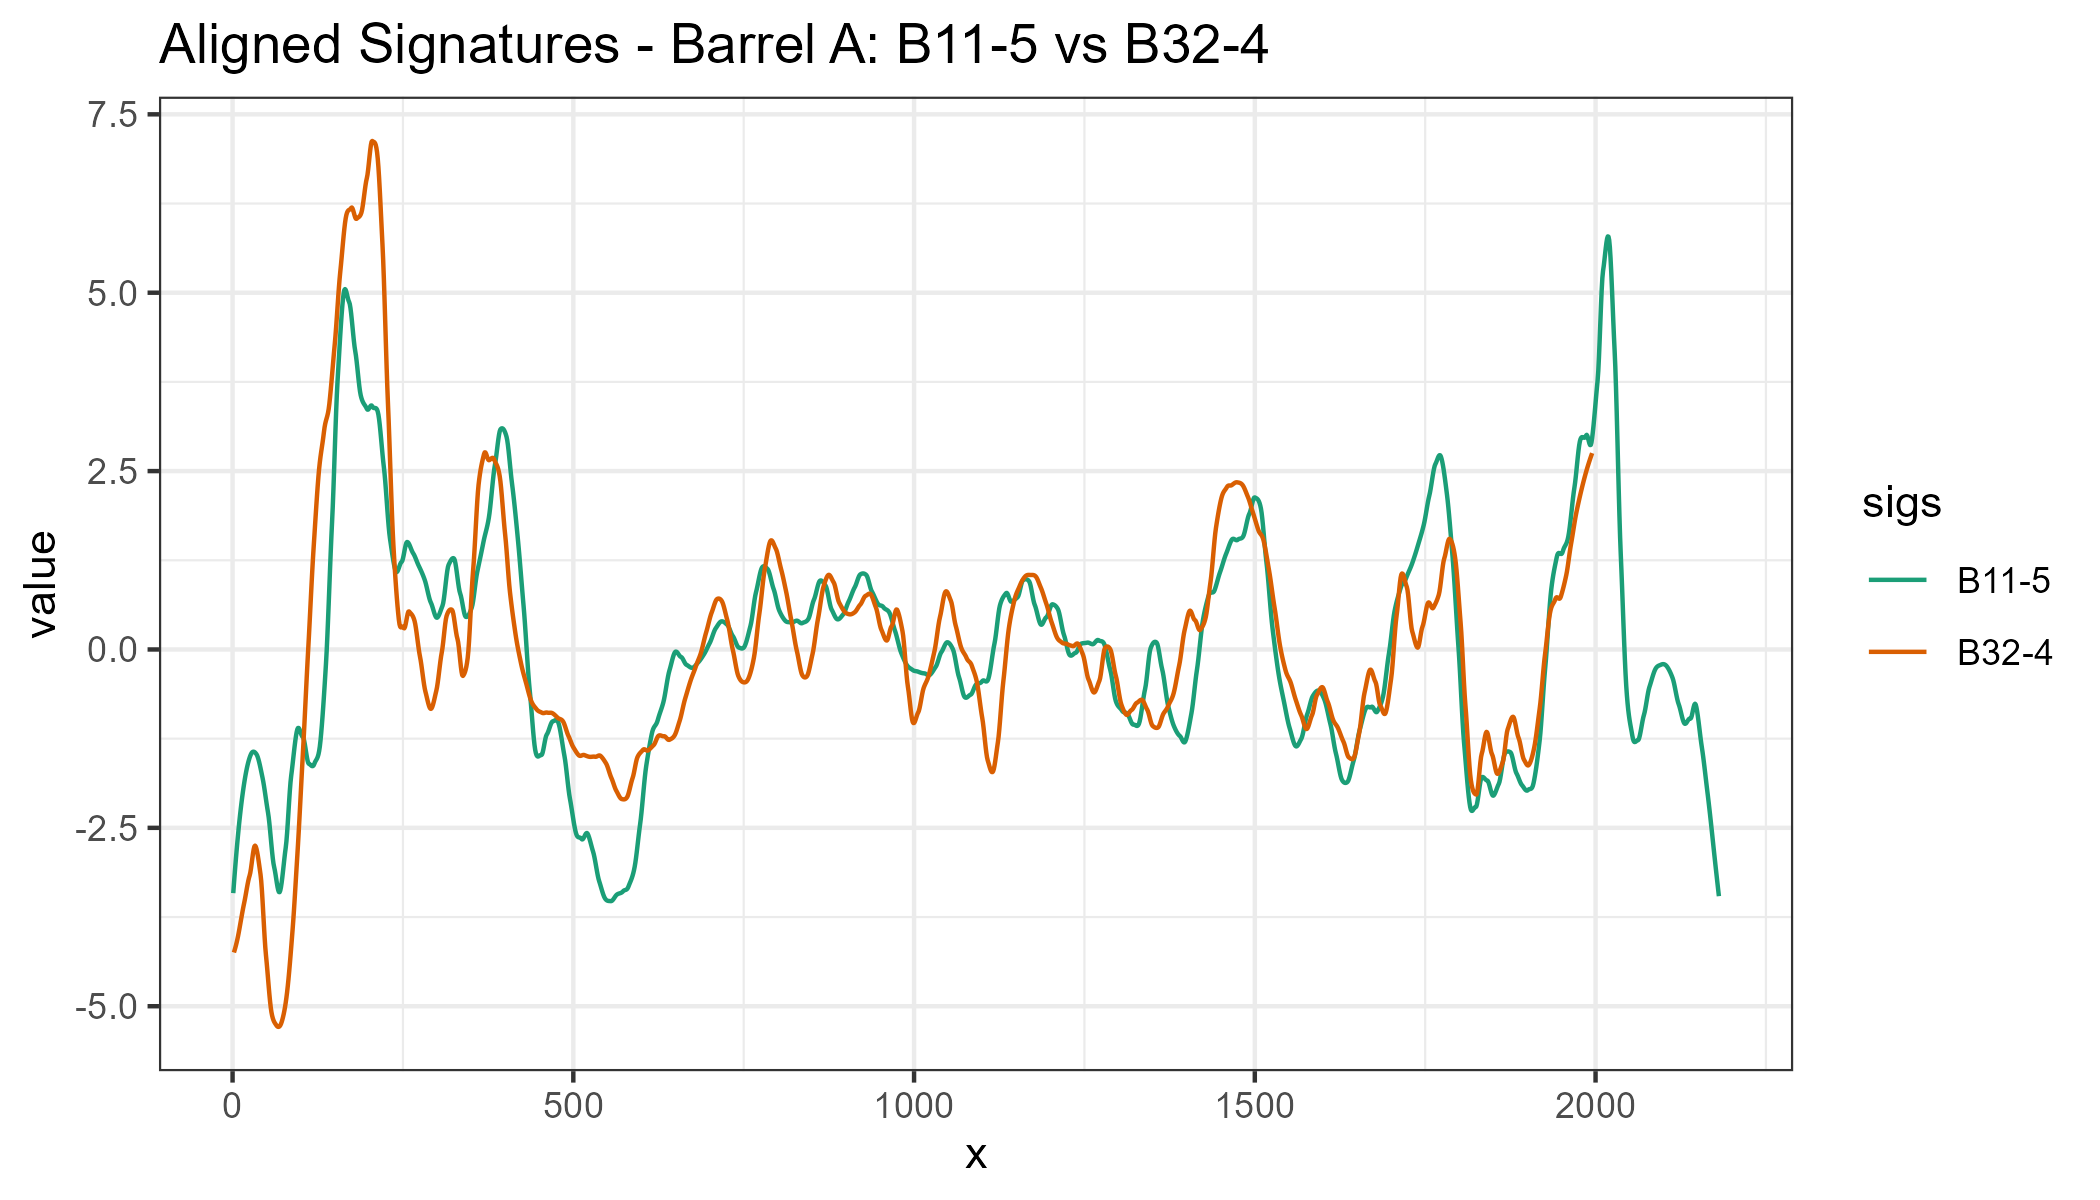 Aligned Signatures - Barrel A: B11-5 vs B32-4
7.5
5.0
2.5
0.0
-2.5
-5.0
value
0 500 1000 1500 2000
x
sigs
B11-5
B32-4